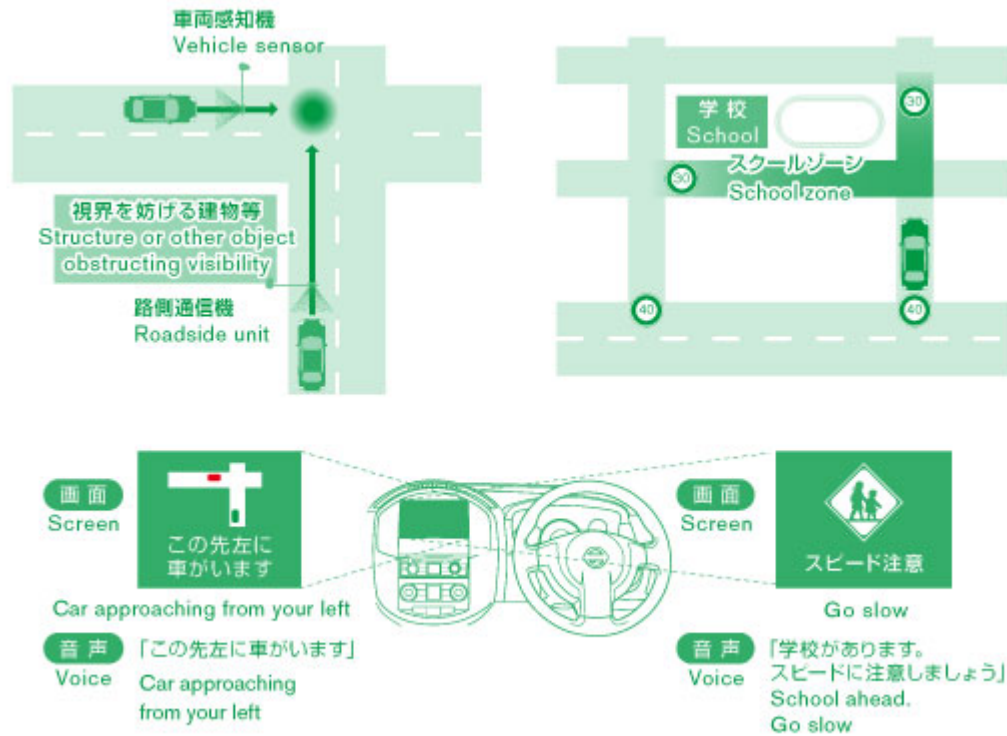 車両感知機
Vehicle sensor
視界を妨げる建物等
Structure or other object
obstructing visibility
路側通信機
Roadside unit
学校
School
30
スクールゾーン
School zone
30
40
40
画面
Screen
この先左に
車がいます
Car approaching from your left
音声
Voice
「この先左に車がいます」
Car approaching
from your left
画面
Screen
スピード注意
Go slow
音声
Voice
「学校があります。
スピードに注意しましょう」
School ahead.
Go slow